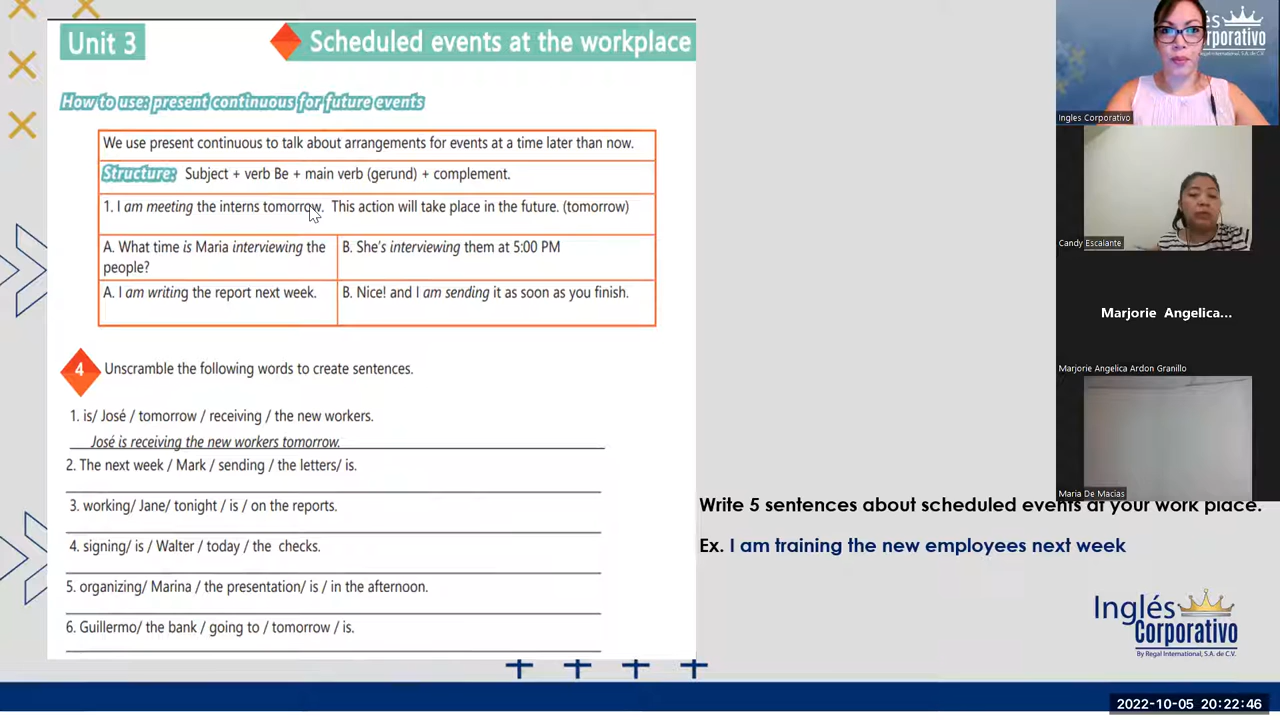 Unit 3
Scheduled events at the workplace
How to use: present continuous for future events
We use present continuous to talk about arrangements for events at a time later than now.
Structure: Subject + verb Be + main verb (gerund) + complement.
1. I am meeting the interns tomorrow. This action will take place in the future. (tomorrow)
A. What time is Maria interviewing the people?
B. She's interviewing them at 5:00 PM
A. I am writing the report next week.
B. Nice! and I am sending it as soon as you finish.
4 Unscramble the following words to create sentences.
1. is/ José / tomorrow / receiving / the new workers.
José is receiving the new workers tomorrow.
2. The next week / Mark / sending / the letters/ is.
3. working/ Jane/ tonight / is / on the reports.
4. signing/ is / Walter / today / the checks.
5. organizing/ Marina / the presentation/ is / in the afternoon.
6. Guillermo/ the bank / going to / tomorrow / is.
Write 5 sentences about scheduled events at your work place.
Ex. I am training the new employees next week
Inglés
Corporativo
By Regal International, S.A. de C.V.
Ingles Corporativo
Candy Escalante
Marjorie Angelica...
Marjorie Angelica Ardon Granillo
Maria De Macias
2022-10-05 20:22:46